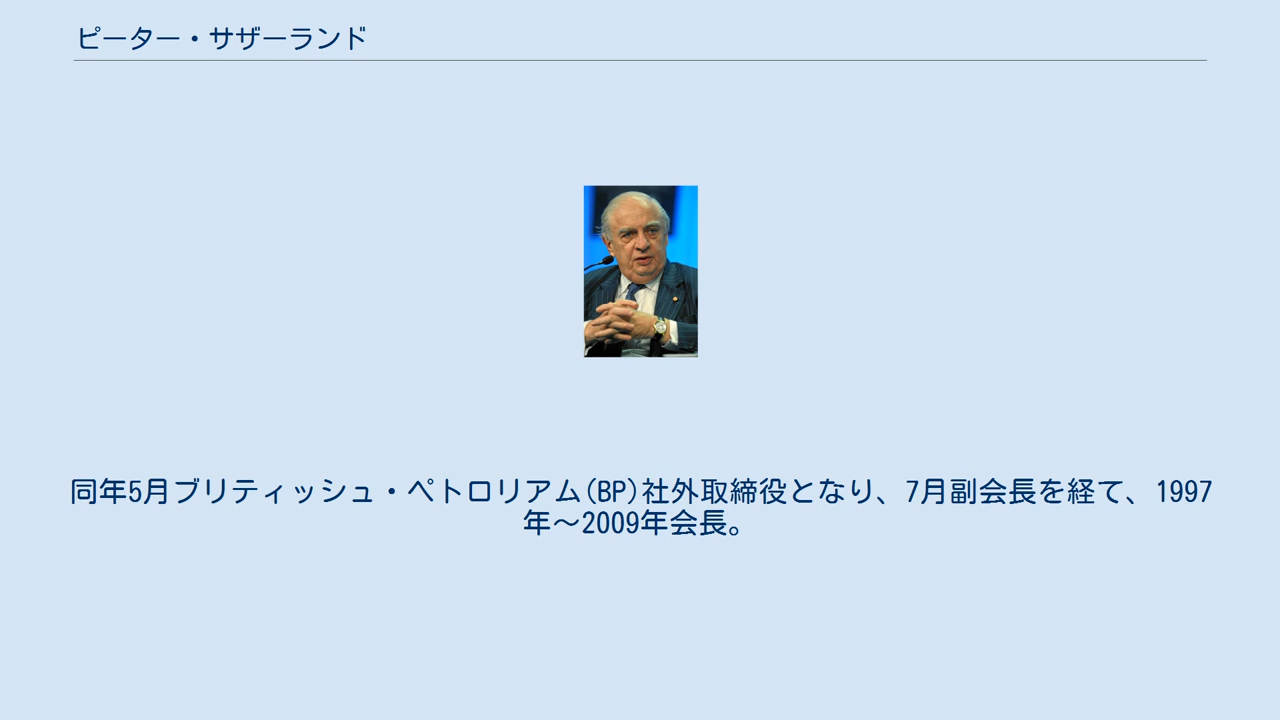 ピーター・サザーランド
同年5月ブリティッシュ・ペトロリアム(BP)社外取締役となり、7月副会長を経て、1997
年～2009年会長。